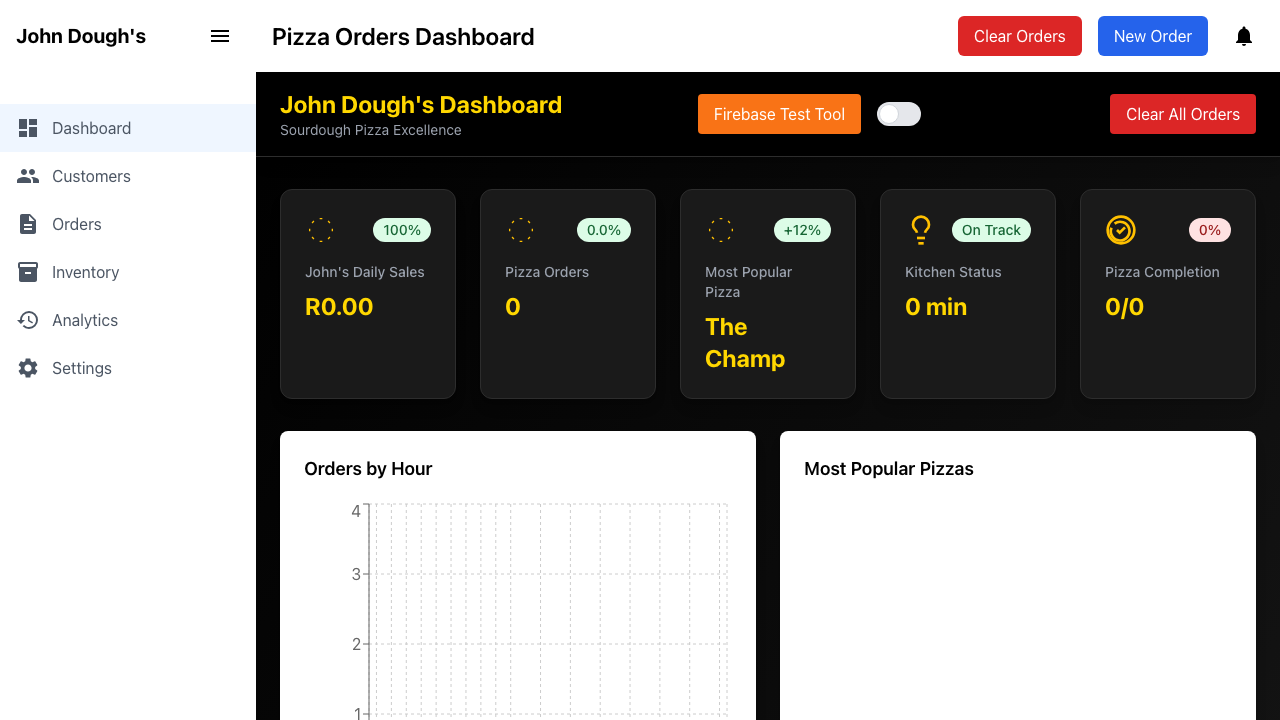 John Dough's
Pizza Orders Dashboard
Clear Orders
New Order
Dashboard
Customers
Orders
Inventory
Analytics
Settings
John Dough's Dashboard
Sourdough Pizza Excellence
Firebase Test Tool
Clear All Orders
100%
John's Daily Sales
R0.00
0.0%
Pizza Orders
0
+12%
Most Popular
Pizza
The
Champ
On Track
Kitchen Status
0 min
0%
Pizza Completion
0/0
Orders by Hour
4
3
2
1
Most Popular Pizzas